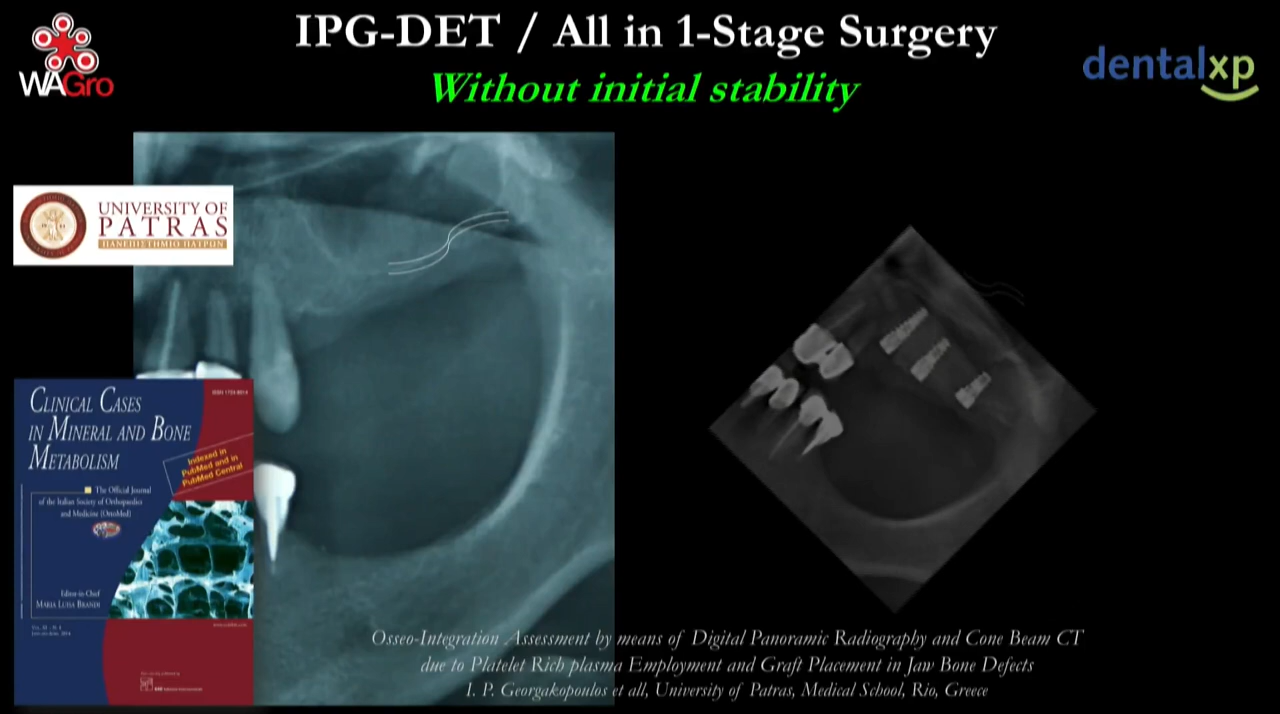 IPG-DET / All in 1-Stage Surgery
Without initial stability
WAGro
dentalxp
UNIVERSITY OF
PATRAS
ΠΑΝΕΠΙΣΤΗΜΙΟ ΠΑΤΡΩΝ
CLINICAL CASES
IN MINERAL AND BONE
METABOLISM
Indexed in
PubMed and in
PubMed Central
The Official Journal
of the Italian Society of Orthopaedics
and Medicine (OrtoMed)
Editor-in-Chief
MARIA LUISA BRANDI
Osseo-Integration Assessment by means of Digital Panoramic Radiography and Cone Beam CT
due to Platelet Rich plasma Employment and Graft Placement in Jaw Bone Defects
I. P. Georgakopoulos et all, University of Patras, Medical School, Rio, Greece